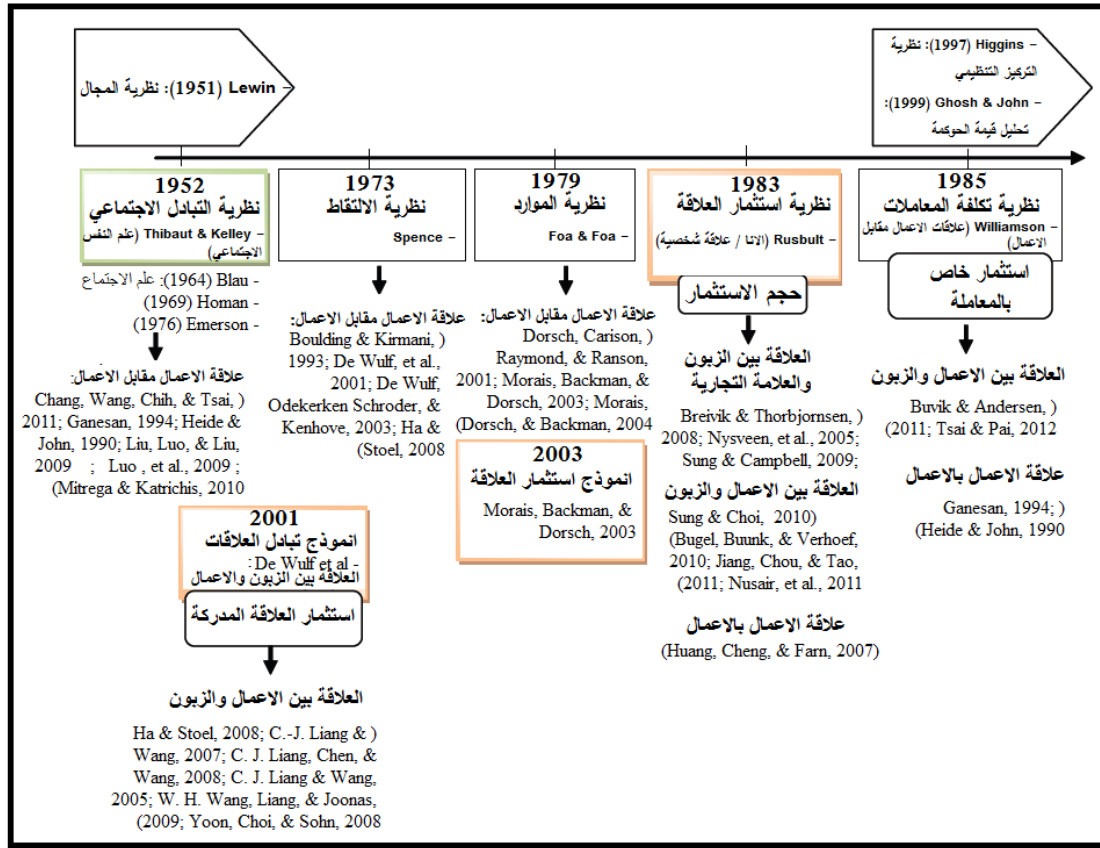 – Lewin (1951): نظرية المجال
– Higgins (1997): نظرية
التركيز التنظيمي
– Ghosh & John (1999):
تحليل قيمة الحوكمة
1952
نظرية التبادل الاجتماعي
– Thibaut & Kelley (علم النفس
الاجتماعي)
- Blau (1964): علم الاجتماع
- Homan (1969)
- Emerson (1976)
علاقة الاعمال مقابل الاعمال:
(Chang, Wang, Chih, & Tsai,
2011; Ganesan, 1994; Heide
& John, 1990; Liu, Luo, & Liu,
2009 ; Luo , et al., 2009 ;
Mitrega & Katrichis, 2010)
2001
انموذج تبادل العلاقات
- De Wulf et al:
العلاقة بين الزبون والاعمال
استثمار العلاقة المدركة
العلاقة بين الاعمال والزبون
(Ha & Stoel, 2008; C.-J. Liang &
Wang, 2007; C. J. Liang, Chen, &
Wang, 2008; C. J. Liang & Wang,
2005; W. H. Wang, Liang, & Joonas,
2009; Yoon, Choi, & Sohn, 2008)
1973
نظرية الالتقاط
– Spence
علاقة الاعمال مقابل الاعمال:
(Boulding & Kirmani,
1993; De Wulf, et al.,
2001; De Wulf,
Odekerken Schroder, &
Kenhove, 2003; Ha &
Stoel, 2008)
1979
نظرية الموارد
– Foa & Foa
علاقة الاعمال مقابل الاعمال:
(Dorsch, Carison,
Raymond, & Ranson,
2001; Morais, Backman, &
Dorsch, 2003; Morais,
Dorsch, & Backman, 2004)
2003
انموذج استثمار العلاقة
Morais, Backman, &
Dorsch, 2003
1983
نظرية استثمار العلاقة
– Rusbult (الانا / علاقة شخصية)
حجم الاستثمار
العلاقة بين الزبون
والعلامة التجارية
(Breivik & Thorbjornsen,
2008; Nysveen, et al., 2005;
Sung & Campbell, 2009;
العلاقة بين الاعمال والزبون
Sung & Choi, 2010)
(Bugel, Buunk, & Verhoef,
2010; Jiang, Chou, & Tao,
2011; Nusair, et al., 2011)
علاقة الاعمال بالاعمال
(Huang, Cheng, & Farn, 2007)
1985
نظرية تكلفة المعاملات
– Williamson (علاقات الاعمال مقابل
الاعمال)
استثمار خاص
بالمعاملة
العلاقة بين الاعمال والزبون
(Buvik & Andersen,
2011; Tsai & Pai, 2012)
علاقة الاعمال بالاعمال
(Ganesan, 1994;
Heide & John, 1990)